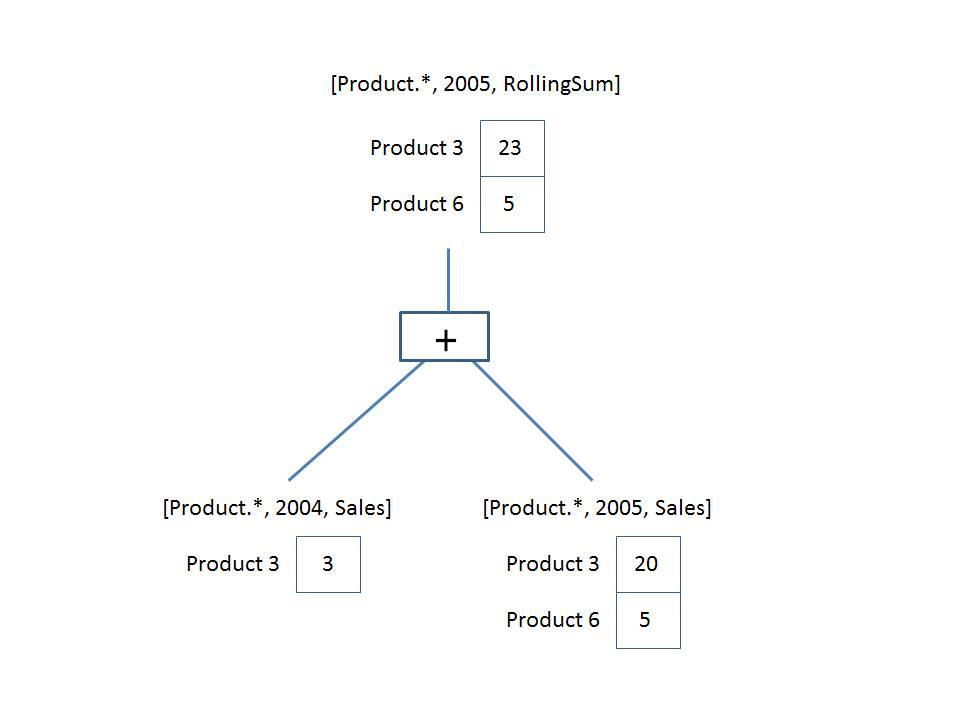 [Product.*, 2005, RollingSum]
Product 3 23
Product 6 5
+
[Product.*, 2004, Sales]
Product 3 3
[Product.*, 2005, Sales]
Product 3 20
Product 6 5